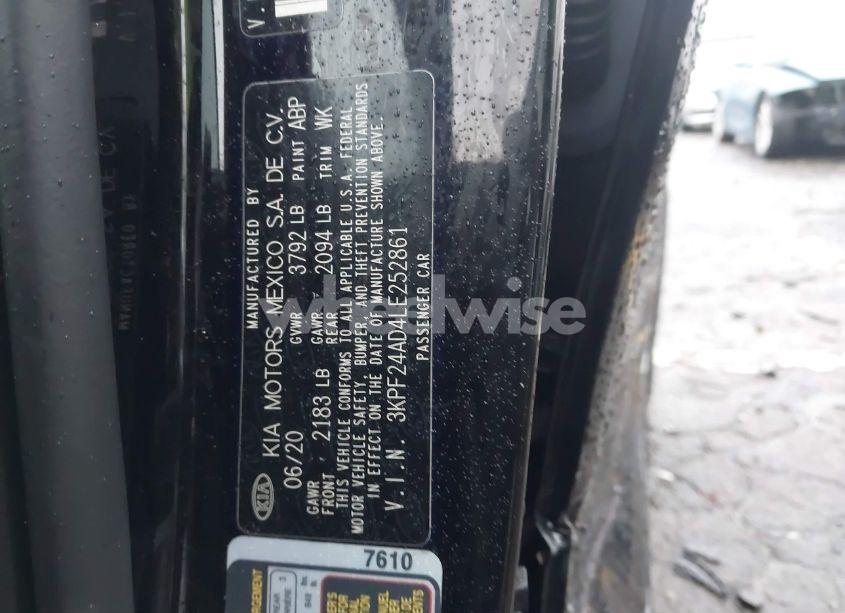 MANUFACTURED BY
KIA KIA MOTORS MEXICO S.A. DE C.V.
06/20 GVWR 3792 LB PAINT ABP
GAWR FRONT 2183 LB GAWR REAR 2094 LB TRIM WK
THIS VEHICLE CONFORMS TO ALL APPLICABLE U.S.A. FEDERAL
MOTOR VEHICLE SAFETY, BUMPER, AND THEFT PREVENTION STANDARDS
IN EFFECT ON THE DATE OF MANUFACTURE SHOWN ABOVE.
V.I.N. 3KPF24AD4LE252861
PASSENGER CAR
7610
wheelwise